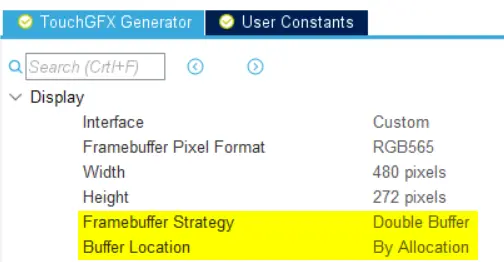 TouchGFX Generator User Constants
Search (Crtl+F)
Display
Interface Custom
Framebuffer Pixel Format RGB565
Width 480 pixels
Height 272 pixels
Framebuffer Strategy Double Buffer
Buffer Location By Allocation